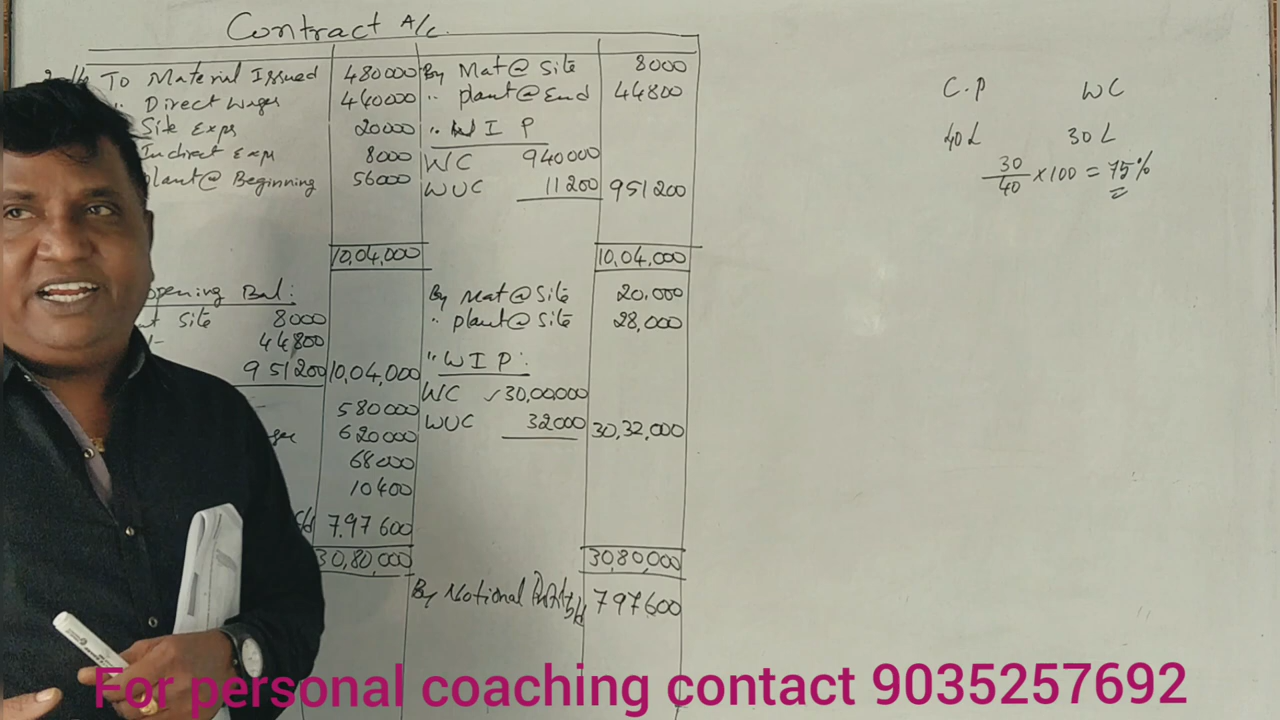 Contract A/c.
To Material Issued 480000 By Mat@ Site 8000
" Direct Wages 440000 " plant@End 44800
Site Exps 20000 " W I P
Indirect Exps 8000 WC 940000
plant@ Beginning 56000 WUC 11200 951200
10,04,000 10,04,000
opening Bal: By Mat@ Site 20,000
Site 8000 " plant@ Site 28,000
44800 " W I P:
951200 10,04,000 WC 30,00,000
580000 WUC 32000 30,32,000
620000
68000
10400
c/d 7,97,600
30,80,000 30,80,000
By Notional Profit b/d 7,97,600
C.P WC
40L 30L
30/40 × 100 = 75%
For personal coaching contact 9035257692